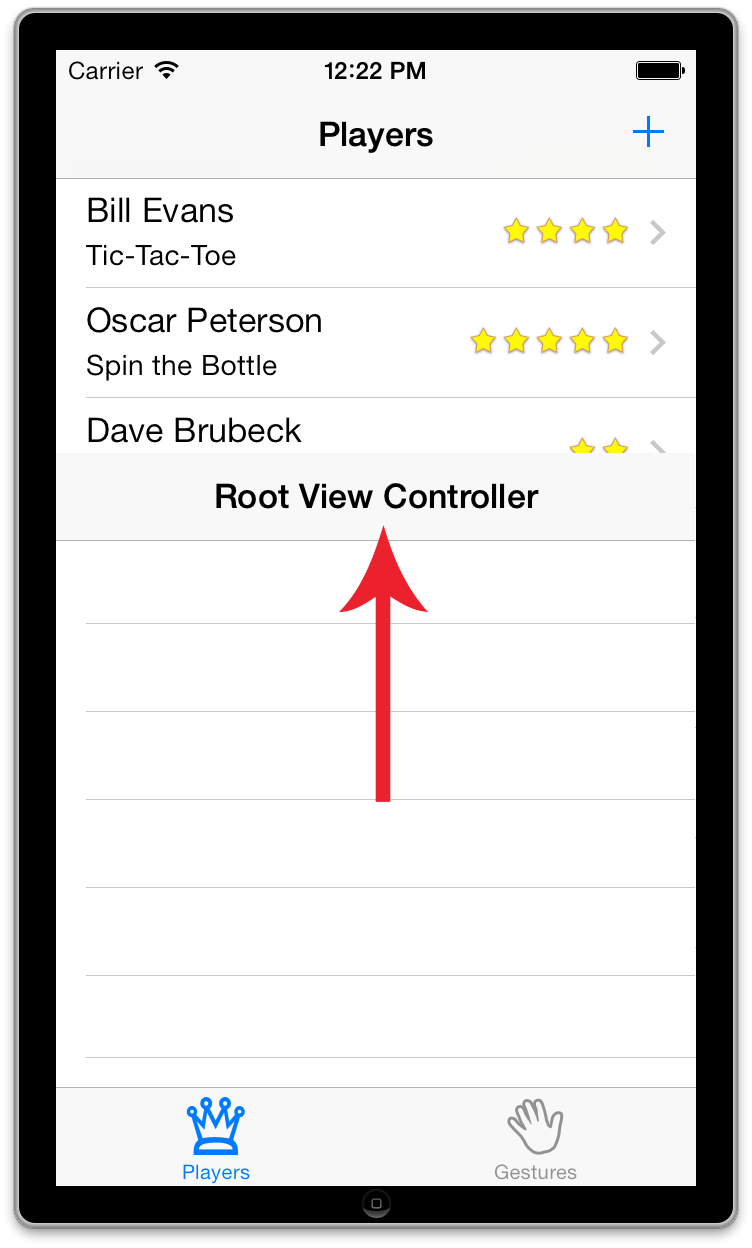 Carrier 12:22 PM
Players
Bill Evans
Tic-Tac-Toe
Oscar Peterson
Spin the Bottle
Dave Brubeck
Root View Controller
Players Gestures